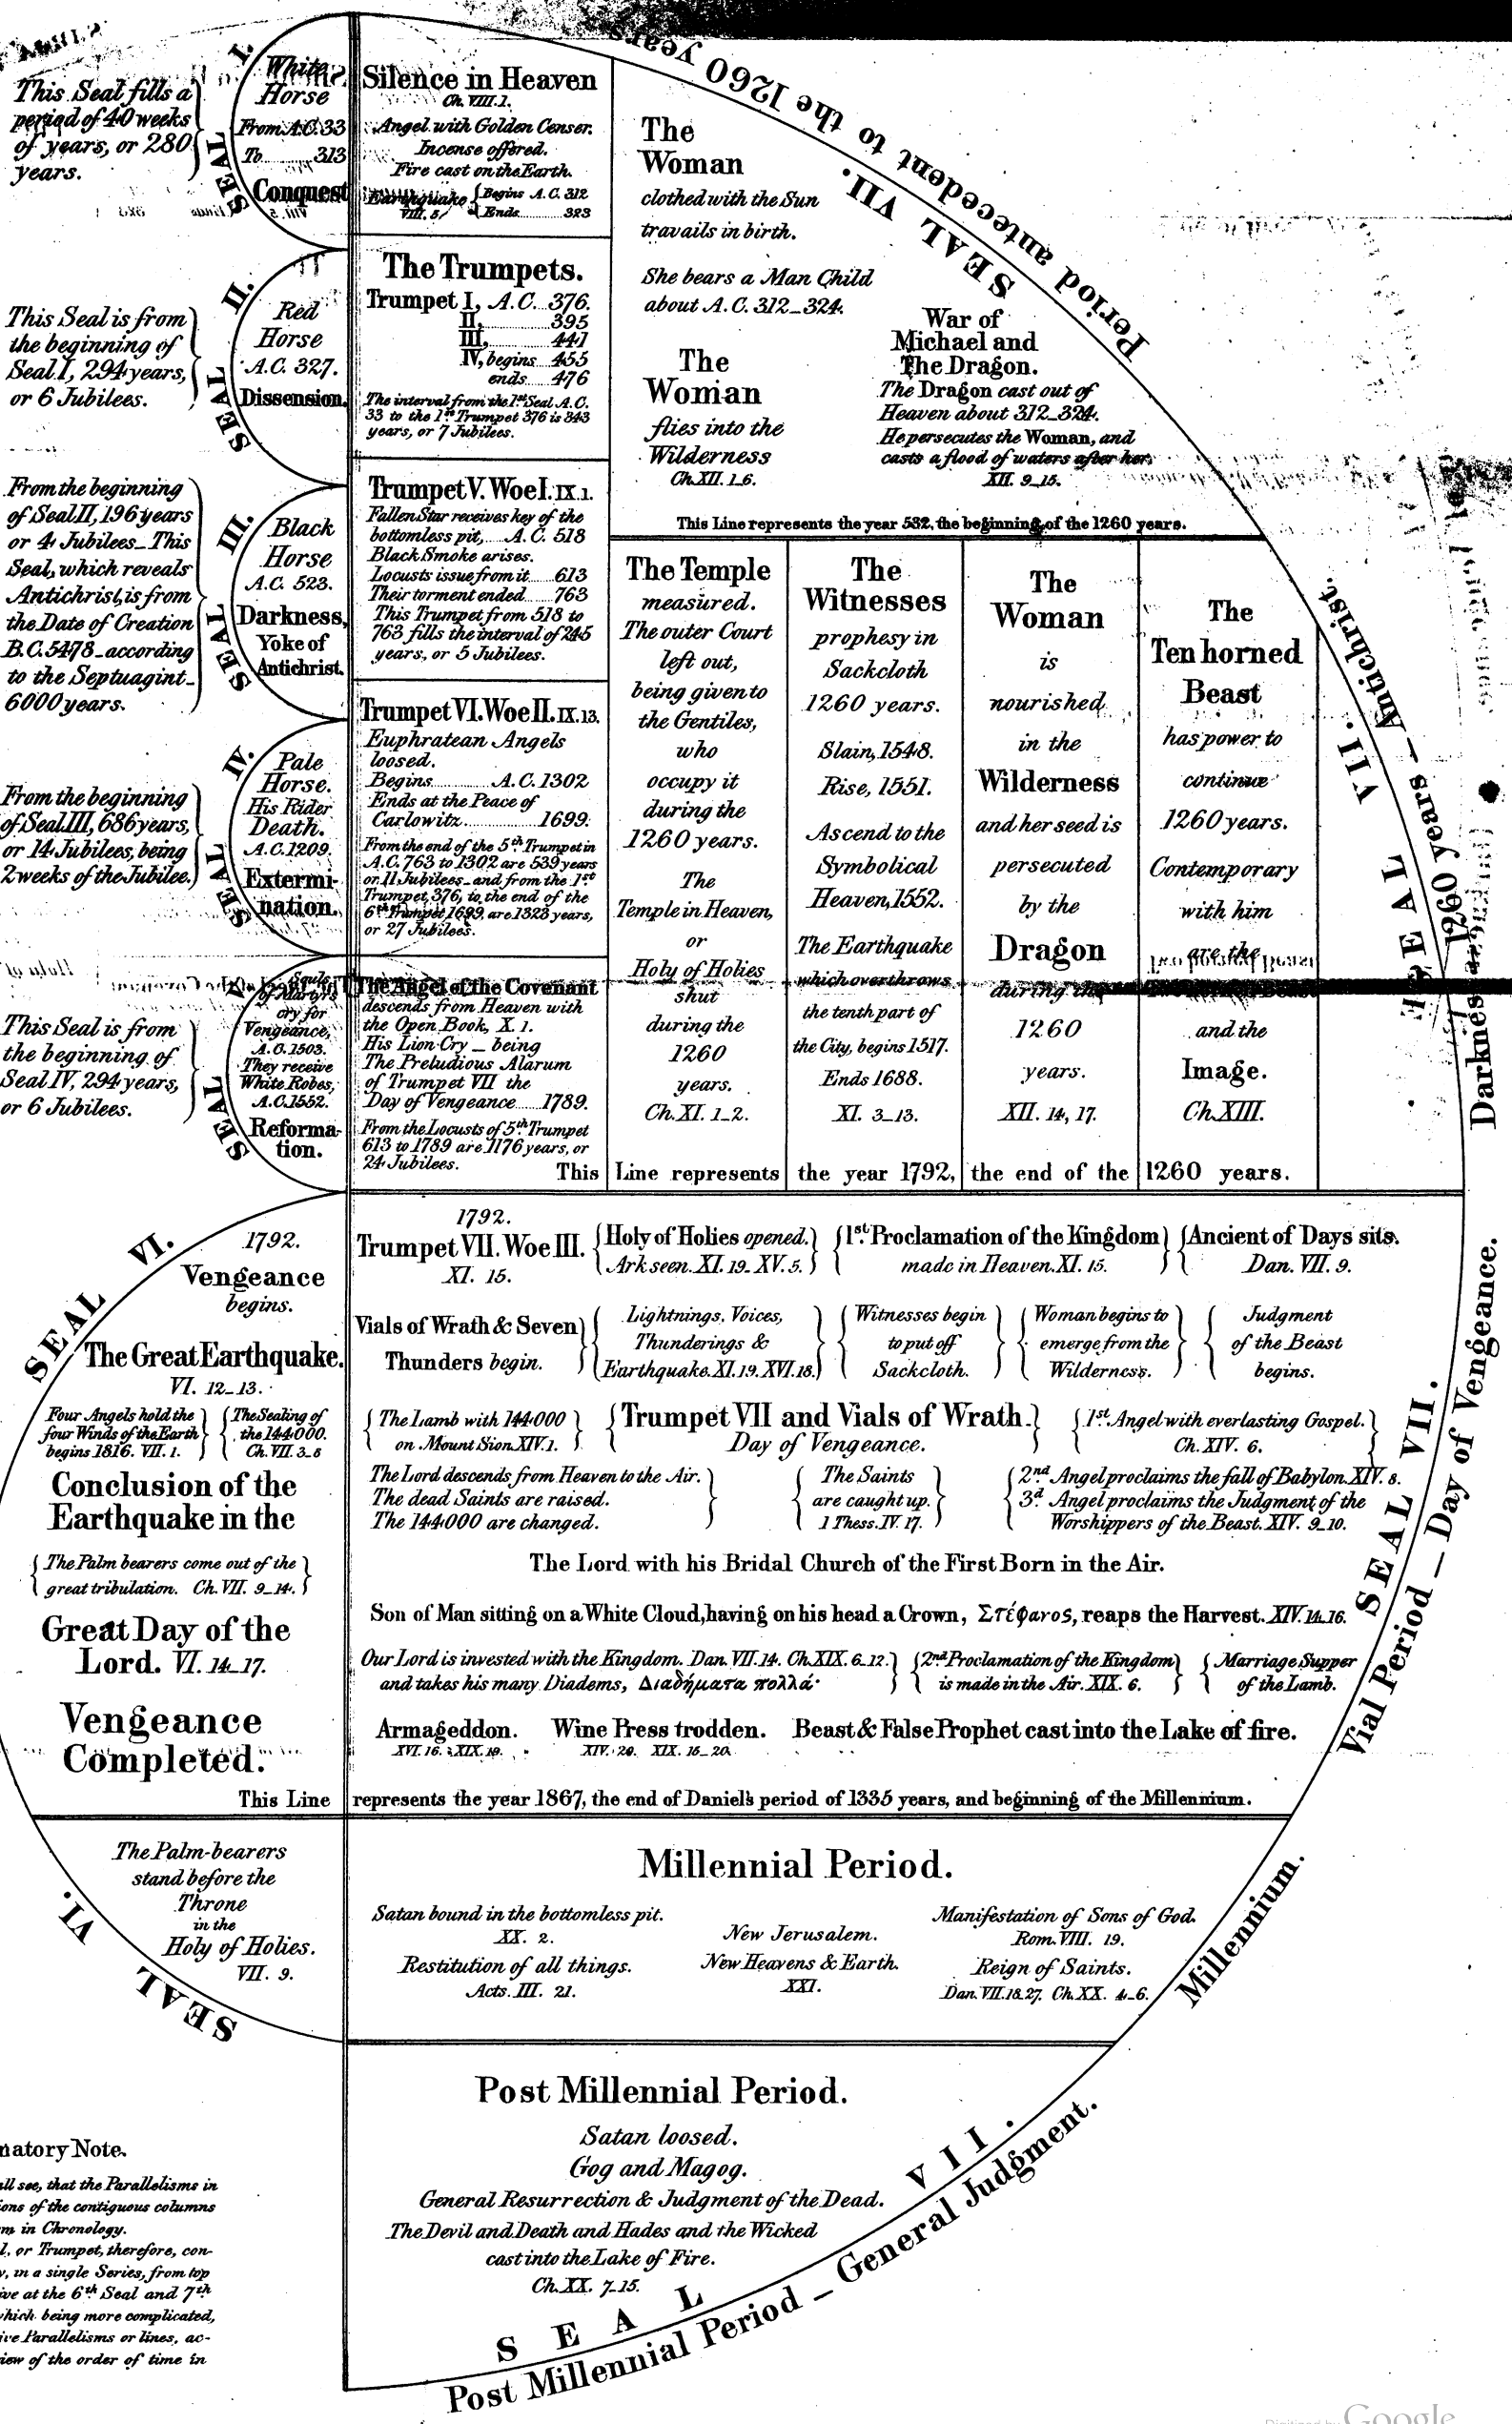 This Seal fills a
period of 40 weeks
of years, or 280
years.
SEAL I.
White
Horse
From A.C. 33
To 313
Conquest
This Seal is from
the beginning of
Seal I, 294 years,
or 6 Jubilees.
SEAL II.
Red
Horse
A.C. 327.
Dissension.
From the beginning
of Seal II, 196 years
or 4 Jubilees_This
Seal, which reveals
Antichrist, is from
the Date of Creation
B.C. 5478_according
to the Septuagint_
6000 years.
SEAL III.
Black
Horse
A.C. 523.
Darkness,
Yoke of
Antichrist.
From the beginning
of Seal III, 686 years,
or 14 Jubilees, being
2 weeks of the Jubilee.
SEAL IV.
Pale
Horse.
His Rider
Death.
A.C. 1209.
Extermi-
nation.
This Seal is from
the beginning of
Seal IV, 294 years,
or 6 Jubilees.
SEAL
Souls
of Martyrs
cry for
Vengeance,
A.C. 1503.
They receive
White Robes,
A.C. 1552.
Reforma-
tion.
Silence in Heaven
Ch. VIII. 1.
Angel with Golden Censer.
Incense offered.
Fire cast on the Earth.
Earthquake { Begins A.C. 312
VIII. 5. Ends 323
The Trumpets.
Trumpet I, A.C. 376.
II, 395
III, 441
IV, begins 455
ends 476
The interval from the 1st Seal A.C.
33 to the 1st Trumpet 376 is 343
years, or 7 Jubilees.
Trumpet V. Woe I. IX. 1.
Fallen Star receives key of the
bottomless pit, A.C. 518
Black Smoke arises.
Locusts issue from it 613
Their torment ended 763
This Trumpet from 518 to
763 fills the interval of 245
years, or 5 Jubilees.
Trumpet VI. Woe II. IX. 13.
Euphratean Angels
loosed.
Begins A.C. 1302
Ends at the Peace of
Carlowitz 1699.
From the end of the 5th Trumpet in
A.C. 763 to 1302 are 539 years
or 11 Jubilees_and from the 1st
Trumpet, 376, to the end of the
6th Trumpet 1699, are 1323 years,
or 27 Jubilees.
The Angel of the Covenant
descends from Heaven with
the Open Book, X. 1.
His Lion Cry _ being
The Preludious Alarum
of Trumpet VII the
Day of Vengeance 1789.
From the Locusts of 5th Trumpet
613 to 1789 are 1176 years, or
24 Jubilees.
Period antecedent to the 1260 years
SEAL VII.
The
Woman
clothed with the Sun
travails in birth.
She bears a Man Child
about A.C. 312_324.
The
Woman
flies into the
Wilderness
Ch. XII. 1_6.
War of
Michael and
The Dragon.
The Dragon cast out of
Heaven about 312_324.
He persecutes the Woman, and
casts a flood of waters after her,
XII. 9_15.
This Line represents the year 532, the beginning of the 1260 years.
The Temple
measured.
The outer Court
left out,
being given to
the Gentiles,
who
occupy it
during the
1260 years.
The
Temple in Heaven,
or
Holy of Holies
shut
during the
1260
years.
Ch. XI. 1_2.
The
Witnesses
prophesy in
Sackcloth
1260 years.
Slain, 1548.
Rise, 1551.
Ascend to the
Symbolical
Heaven, 1552.
The Earthquake
which overthrows
the tenth part of
the City, begins 1517.
Ends 1688.
XI. 3_13.
The
Woman
is
nourished
in the
Wilderness
and her seed is
persecuted
by the
Dragon
during the
1260
years.
XII. 14, 17.
The
Ten horned
Beast
has power to
continue
1260 years.
Contemporary
with him
are the
and the
Image.
Ch. XIII.
SEAL VII.
Darkness 1260 years – Antichrist.
This Line represents the year 1792, the end of the 1260 years.
SEAL VI.
1792.
Vengeance
begins.
The Great Earthquake.
VI. 12_13.
Four Angels hold the
four Winds of the Earth
begins 1816. VII. 1.
The Sealing of
the 144,000.
Ch. VII. 3_8
Conclusion of the
Earthquake in the
The Palm bearers come out of the
great tribulation. Ch. VII. 9_14.
Great Day of the
Lord. VI. 14_17.
Vengeance
Completed.
1792.
Trumpet VII. Woe III.
XI. 15.
Holy of Holies opened.
Ark seen. XI. 19_XV. 5.
1st Proclamation of the Kingdom
made in Heaven. XI. 15.
Ancient of Days sits.
Dan. VII. 9.
Vials of Wrath & Seven
Thunders begin.
Lightnings, Voices,
Thunderings &
Earthquake. XI. 19. XVI. 18.
Witnesses begin
to put off
Sackcloth.
Woman begins to
emerge from the
Wilderness.
Judgment
of the Beast
begins.
The Lamb with 144,000
on Mount Sion. XIV. 1.
Trumpet VII and Vials of Wrath.
Day of Vengeance.
1st Angel with everlasting Gospel.
Ch. XIV. 6.
The Lord descends from Heaven to the Air.
The dead Saints are raised.
The 144,000 are changed.
The Saints
are caught up.
1 Thess. IV. 17.
2nd Angel proclaims the fall of Babylon. XIV. 8.
3d Angel proclaims the Judgment of the
Worshippers of the Beast. XIV. 9_10.
The Lord with his Bridal Church of the First Born in the Air.
Son of Man sitting on a White Cloud, having on his head a Crown, Στέφανος, reaps the Harvest. XIV. 14_16.
Our Lord is invested with the Kingdom. Dan. VII. 14. Ch. XIX. 6_12.
and takes his many Diadems, Διαδήματα πολλά·
2nd Proclamation of the Kingdom
is made in the Air. XIX. 6.
Marriage Supper
of the Lamb.
Armageddon. Wine Press trodden. Beast & False Prophet cast into the Lake of fire.
XVI. 16. XIX. 19. XIV. 20. XIX. 15_20.
SEAL VII.
Vial Period – Day of Vengeance.
This Line represents the year 1867, the end of Daniel's period of 1335 years, and beginning of the Millennium.
The Palm-bearers
stand before the
Throne
in the
Holy of Holies.
VII. 9.
SEAL VI.
Millennial Period.
Satan bound in the bottomless pit.
XX. 2.
Restitution of all things.
Acts. III. 21.
New Jerusalem.
New Heavens & Earth.
XXI.
Manifestation of Sons of God.
Rom. VIII. 19.
Reign of Saints.
Dan. VII. 18. 27. Ch. XX. 4_6.
Millennium.
Post Millennial Period.
Satan loosed.
Gog and Magog.
General Resurrection & Judgment of the Dead.
The Devil and Death and Hades and the Wicked
cast into the Lake of Fire.
Ch. XX. 7_15.
SEAL VII.
Post Millennial Period – General Judgment.
natory Note.
all see, that the Parallelisms in
ions of the contiguous columns
m in Chronology.
l, or Trumpet, therefore, con-
y, in a single Series, from top
ive at the 6th Seal and 7th
which being more complicated,
ive Parallelisms or lines, ac-
iew of the order of time in
Digitized by Google